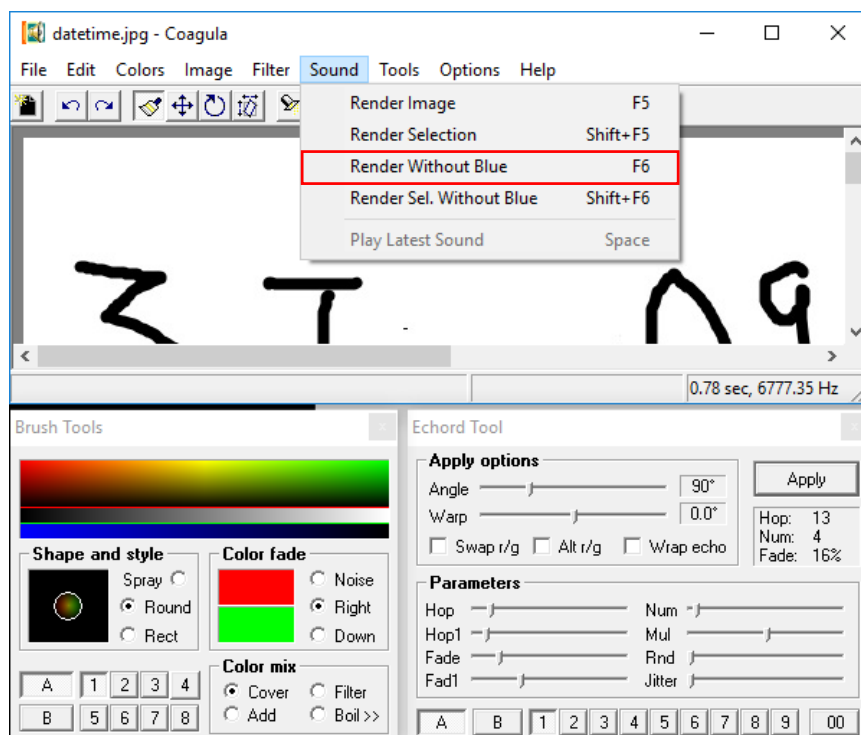 datetime.jpg - Coagula
File Edit Colors Image Filter Sound Tools Options Help
Render Image F5
Render Selection Shift+F5
Render Without Blue F6
Render Sel. Without Blue Shift+F6
Play Latest Sound Space
0.78 sec, 6777.35 Hz
Brush Tools
Shape and style
Spray
Round
Rect
Color fade
Noise
Right
Down
Color mix
Cover Filter
Add Boil >>
A 1 2 3 4
B 5 6 7 8
Echord Tool
Apply options
Angle 90°
Warp 0.0°
Swap r/g Alt r/g Wrap echo
Apply
Hop: 13
Num: 4
Fade: 16%
Parameters
Hop Num
Hop1 Mul
Fade Rnd
Fad1 Jitter
A B 1 2 3 4 5 6 7 8 9 00